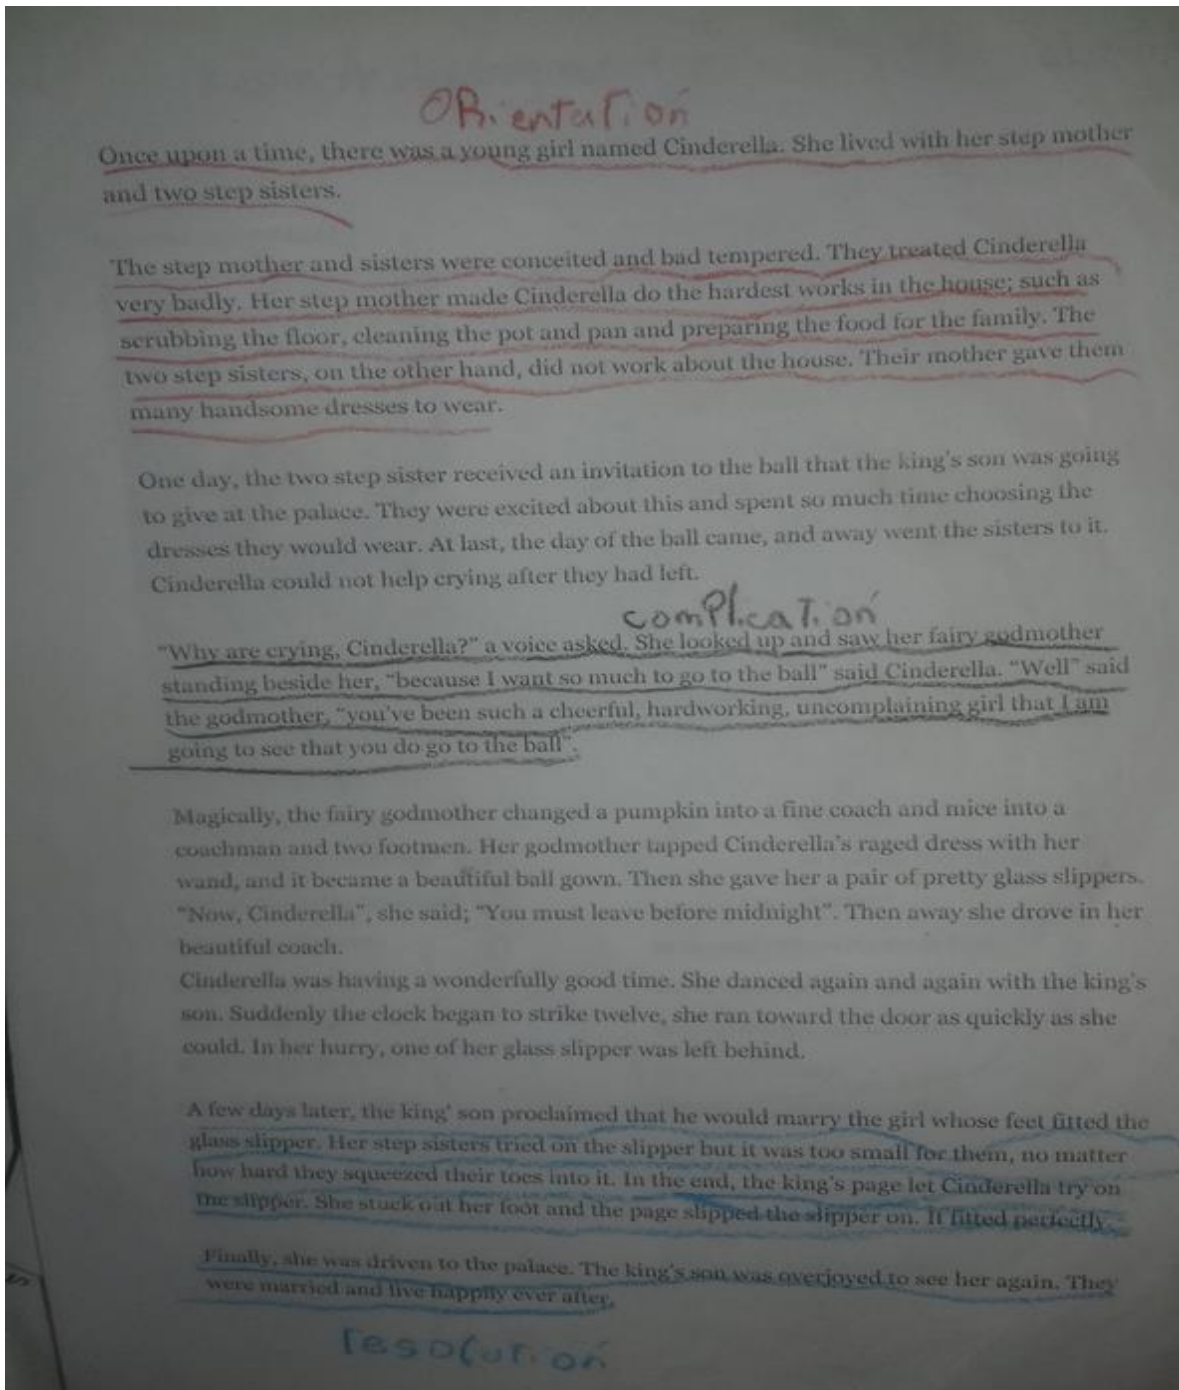 ORientaTion
Once upon a time, there was a young girl named Cinderella. She lived with her step mother
and two step sisters.
The step mother and sisters were conceited and bad tempered. They treated Cinderella
very badly. Her step mother made Cinderella do the hardest works in the house; such as
scrubbing the floor, cleaning the pot and pan and preparing the food for the family. The
two step sisters, on the other hand, did not work about the house. Their mother gave them
many handsome dresses to wear.
One day, the two step sister received an invitation to the ball that the king's son was going
to give at the palace. They were excited about this and spent so much time choosing the
dresses they would wear. At last, the day of the ball came, and away went the sisters to it.
Cinderella could not help crying after they had left.
comPlicaTion
“Why are crying, Cinderella?” a voice asked. She looked up and saw her fairy godmother
standing beside her, “because I want so much to go to the ball” said Cinderella. “Well” said
the godmother, “you've been such a cheerful, hardworking, uncomplaining girl that I am
going to see that you do go to the ball”.
Magically, the fairy godmother changed a pumpkin into a fine coach and mice into a
coachman and two footmen. Her godmother tapped Cinderella's raged dress with her
wand, and it became a beautiful ball gown. Then she gave her a pair of pretty glass slippers.
“Now, Cinderella”, she said; “You must leave before midnight”. Then away she drove in her
beautiful coach.
Cinderella was having a wonderfully good time. She danced again and again with the king's
son. Suddenly the clock began to strike twelve, she ran toward the door as quickly as she
could. In her hurry, one of her glass slipper was left behind.
A few days later, the king' son proclaimed that he would marry the girl whose feet fitted the
glass slipper. Her step sisters tried on the slipper but it was too small for them, no matter
how hard they squeezed their toes into it. In the end, the king's page let Cinderella try on
the slipper. She stuck out her foot and the page slipped the slipper on. It fitted perfectly.
Finally, she was driven to the palace. The king's son was overjoyed to see her again. They
were married and live happily ever after.
resolution